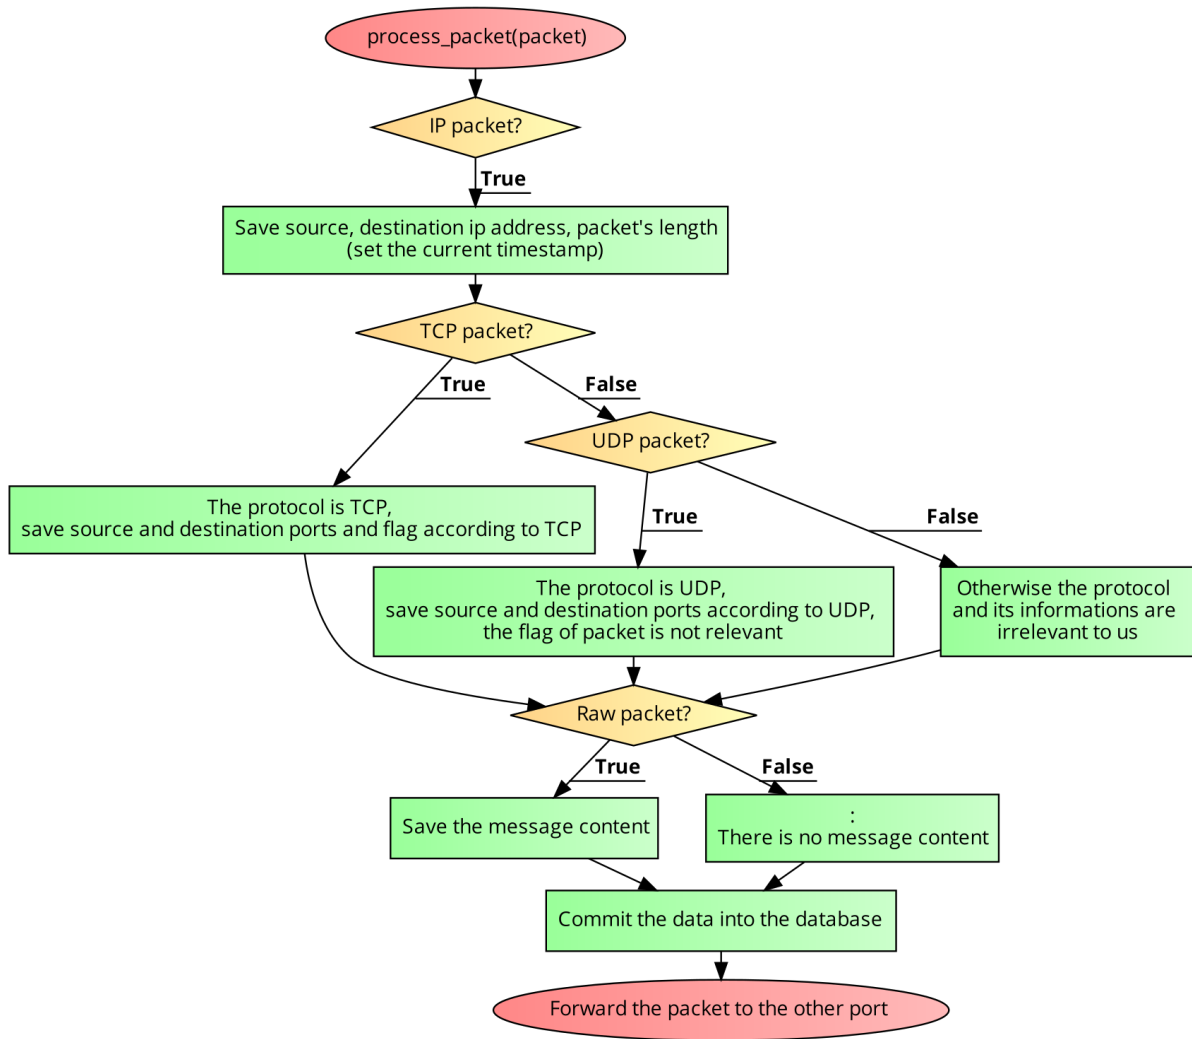 process_packet(packet)
IP packet?
True
Save source, destination ip address, packet's length
(set the current timestamp)
TCP packet?
True
False
UDP packet?
The protocol is TCP,
save source and destination ports and flag according to TCP
True
False
The protocol is UDP,
save source and destination ports according to UDP,
the flag of packet is not relevant
Otherwise the protocol
and its informations are
irrelevant to us
Raw packet?
True
False
Save the message content
:
There is no message content
Commit the data into the database
Forward the packet to the other port